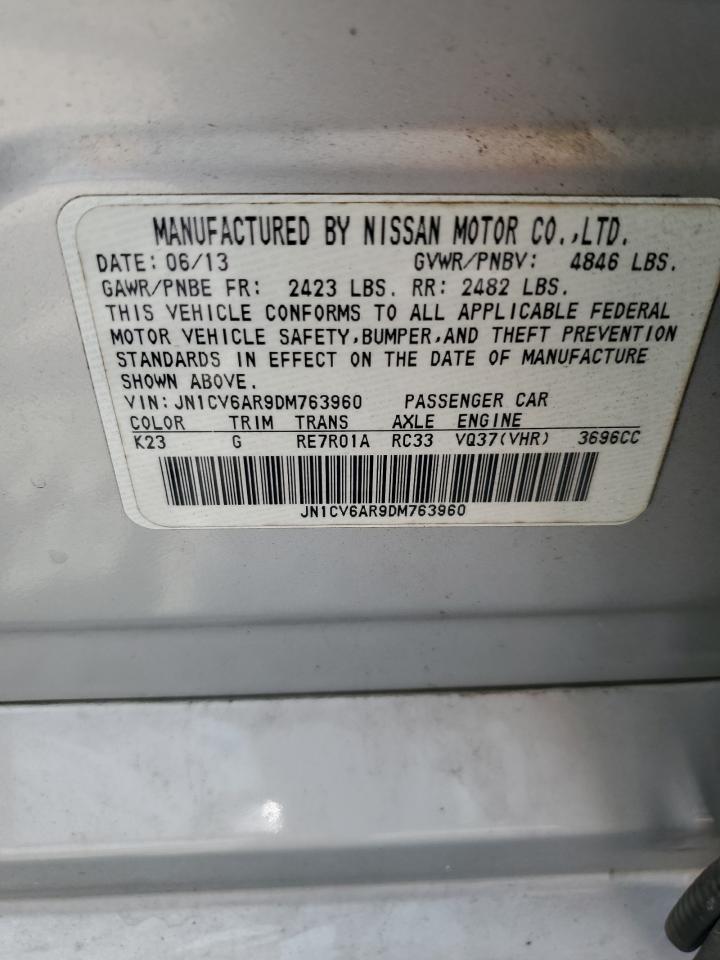 MANUFACTURED BY NISSAN MOTOR CO.,LTD.
DATE: 06/13 GVWR/PNBV: 4846 LBS.
GAWR/PNBE FR: 2423 LBS. RR: 2482 LBS.
THIS VEHICLE CONFORMS TO ALL APPLICABLE FEDERAL
MOTOR VEHICLE SAFETY,BUMPER,AND THEFT PREVENTION
STANDARDS IN EFFECT ON THE DATE OF MANUFACTURE
SHOWN ABOVE.
VIN: JN1CV6AR9DM763960 PASSENGER CAR
COLOR TRIM TRANS AXLE ENGINE
K23 G RE7R01A RC33 VQ37(VHR) 3696CC
JN1CV6AR9DM763960